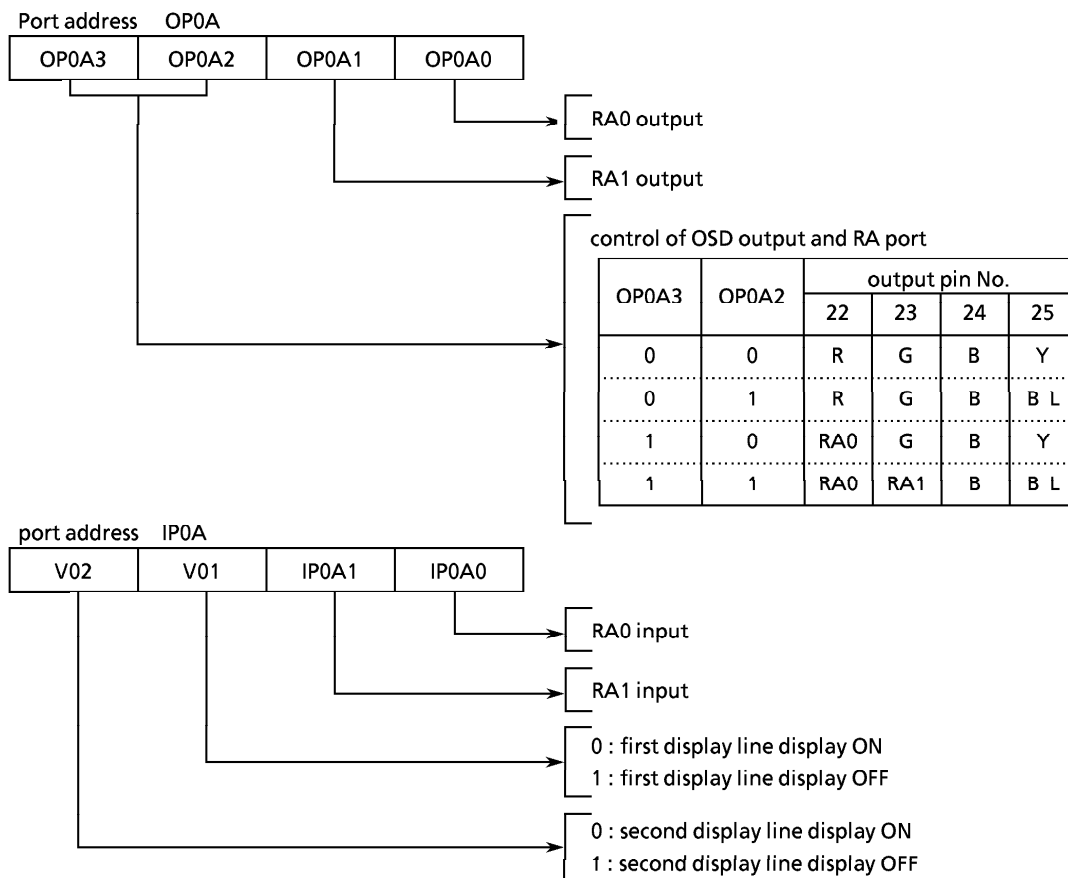 Port address OP0A
OP0A3 OP0A2 OP0A1 OP0A0
RA0 output
RA1 output
control of OSD output and RA port
OP0A3 OP0A2 output pin No.
22 23 24 25
0 0 R G B Y
0 1 R G B B L
1 0 RA0 G B Y
1 1 RA0 RA1 B B L
port address IP0A
V02 V01 IP0A1 IP0A0
RA0 input
RA1 input
0 : first display line display ON
1 : first display line display OFF
0 : second display line display ON
1 : second display line display OFF